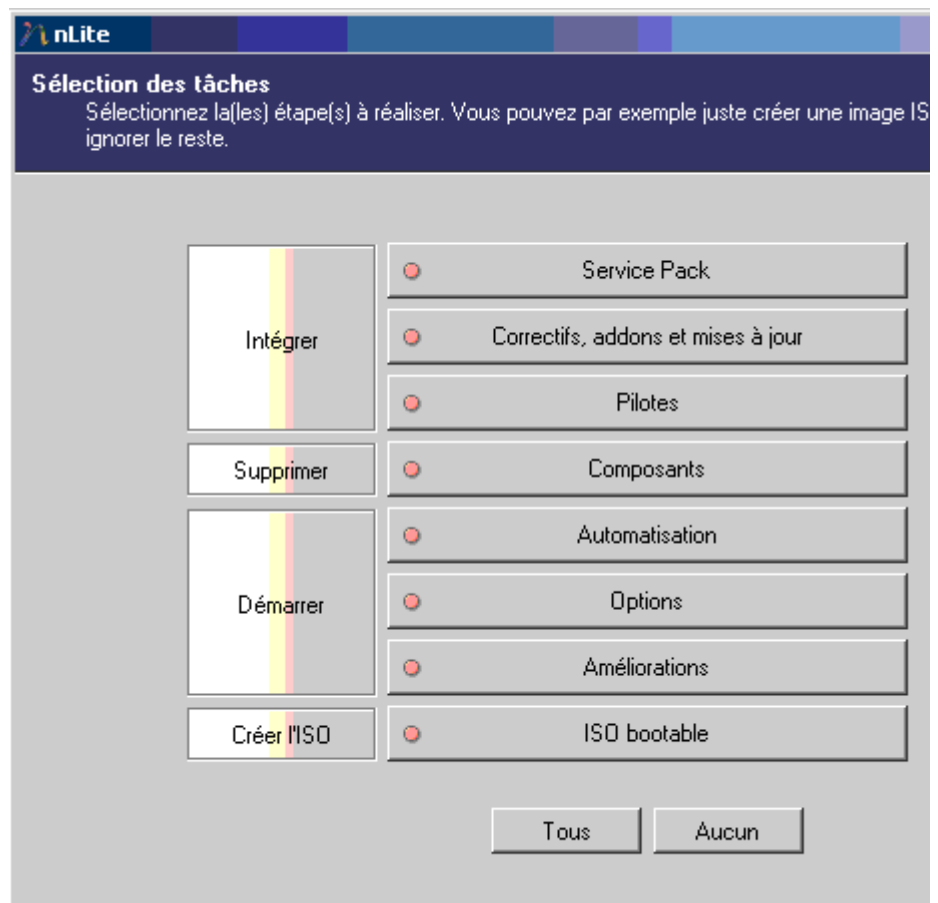 nLite
Sélection des tâches
Sélectionnez la(les) étape(s) à réaliser. Vous pouvez par exemple juste créer une image IS
ignorer le reste.
Intégrer
Service Pack
Correctifs, addons et mises à jour
Pilotes
Supprimer
Composants
Démarrer
Automatisation
Options
Améliorations
Créer l'ISO
ISO bootable
Tous
Aucun